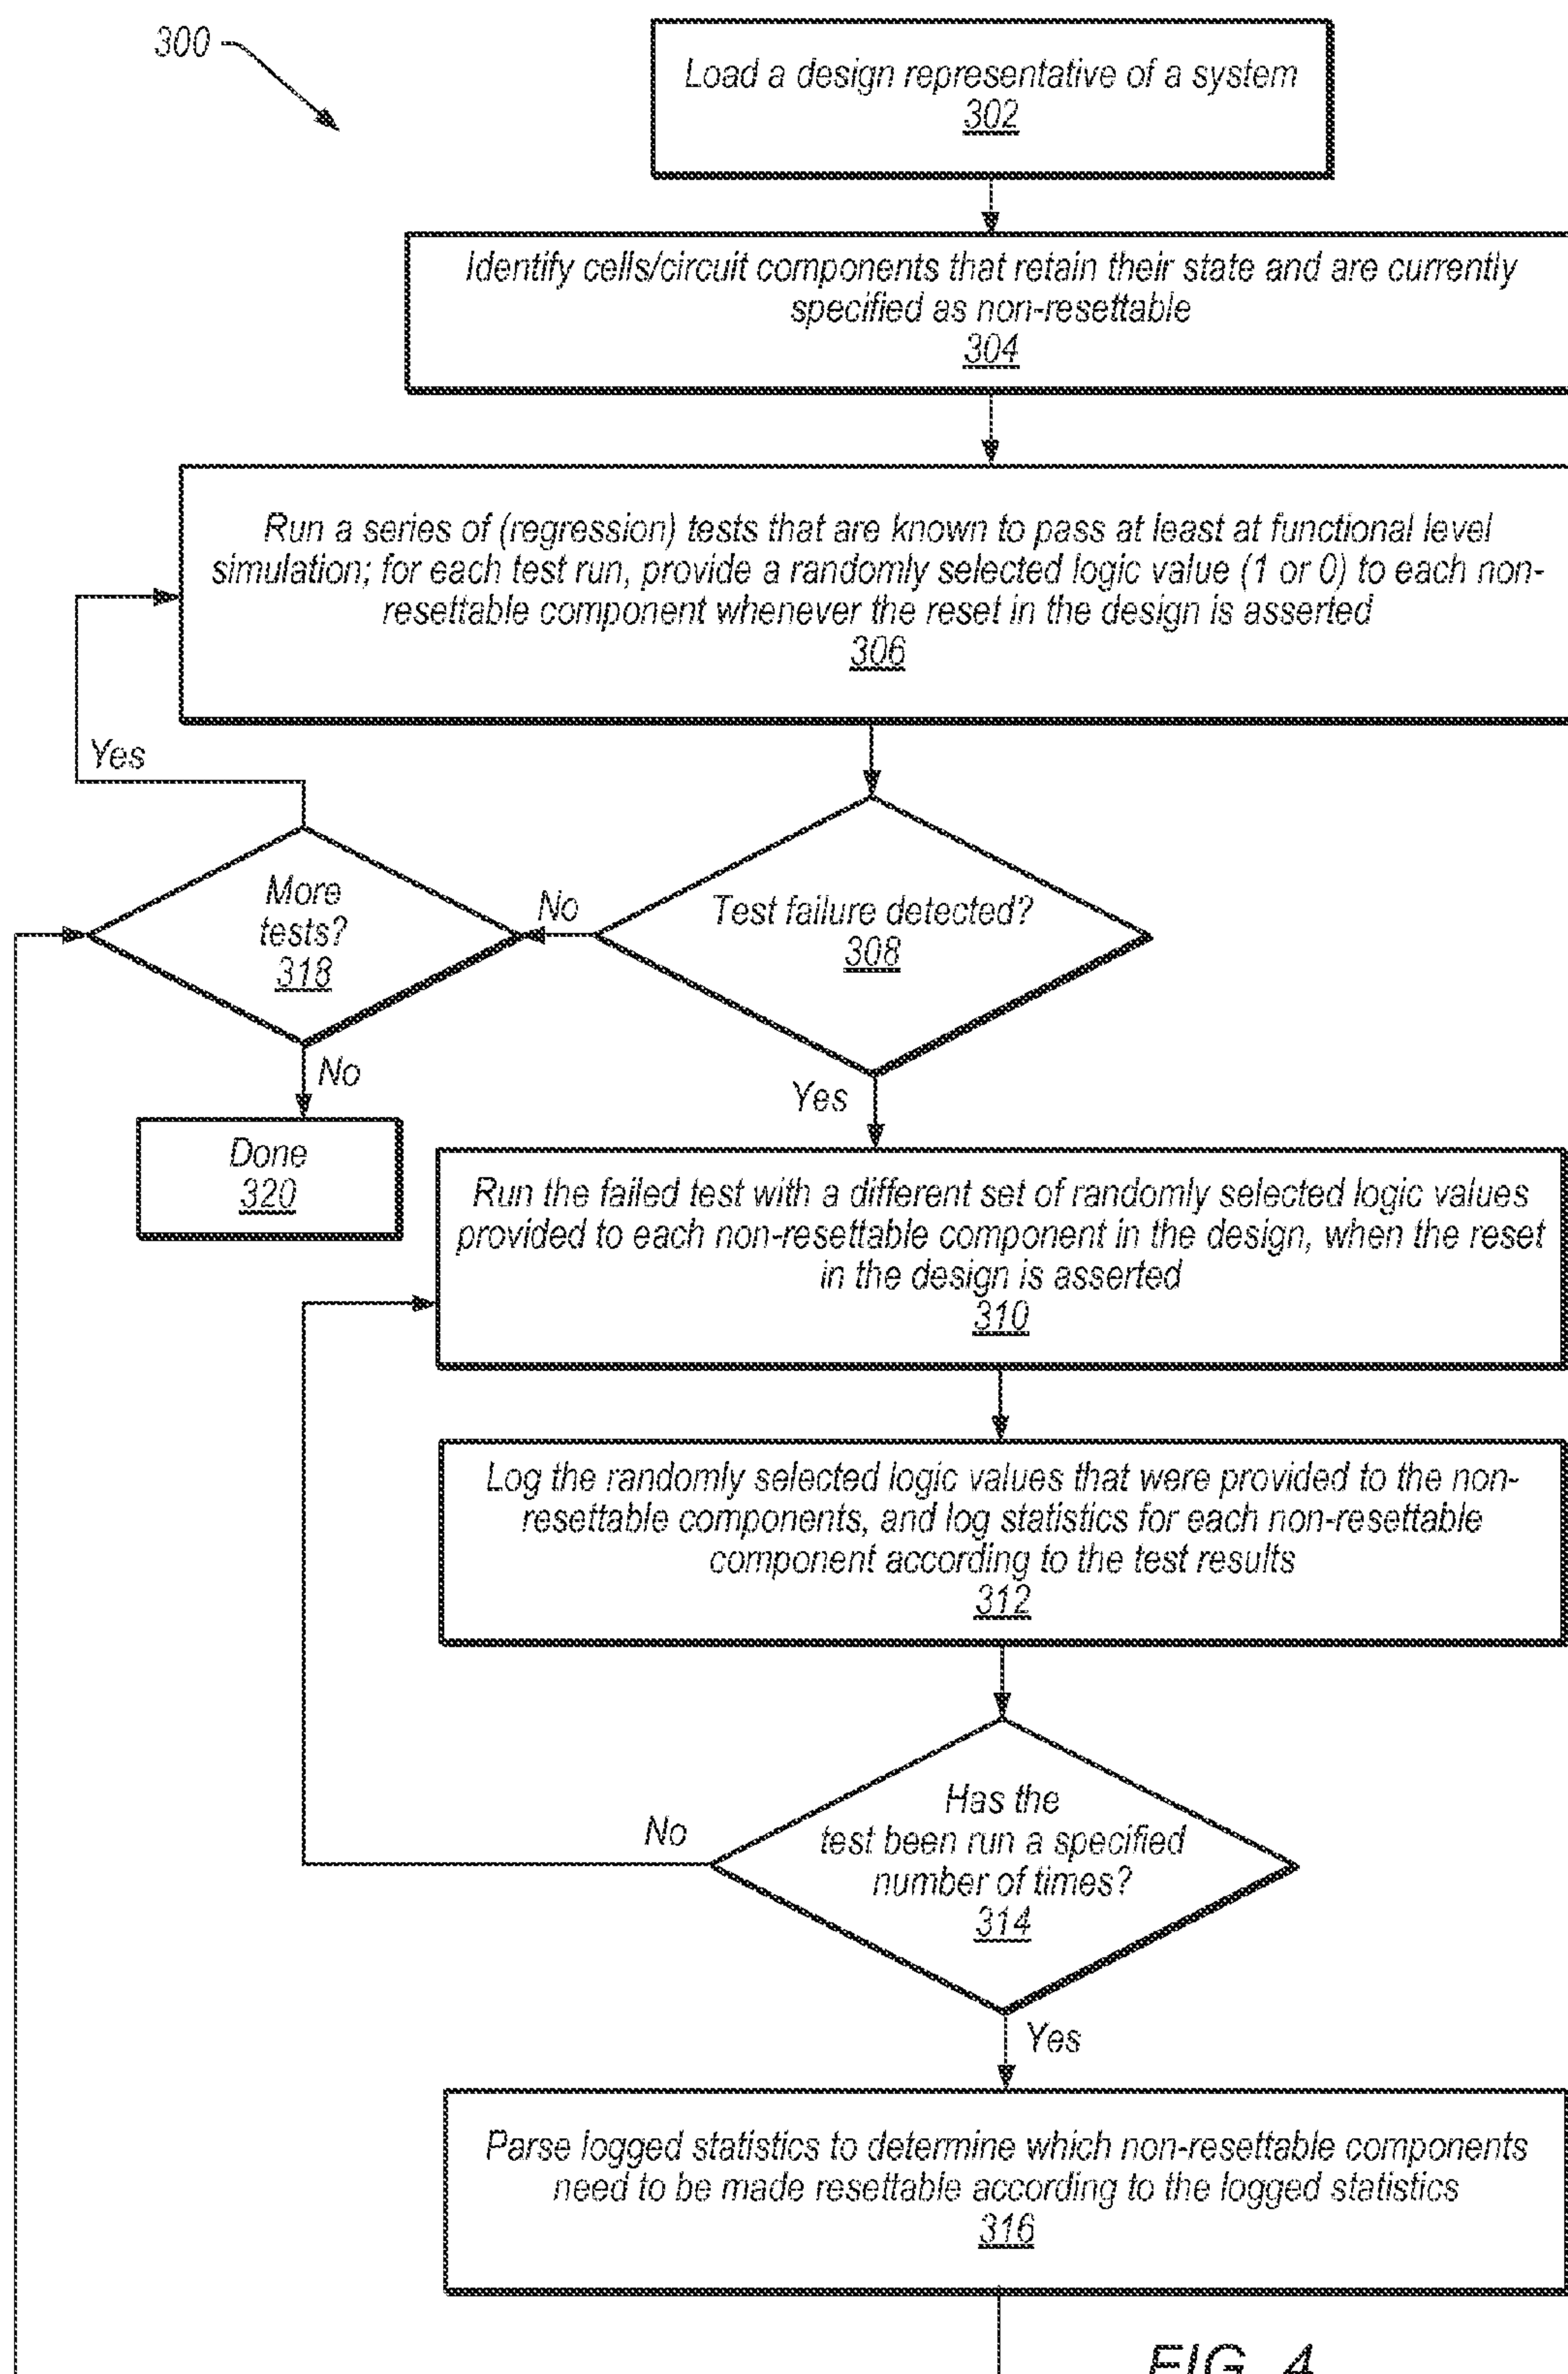 300
Load a design representative of a system
302
Identify cells/circuit components that retain their state and are currently
specified as non-resettable
304
Run a series of (regression) tests that are known to pass at least at functional level
simulation; for each test run, provide a randomly selected logic value (1 or 0) to each non-
resettable component whenever the reset in the design is asserted
306
Yes
More
tests?
318
No
Test failure detected?
308
No
Yes
Done
320
Run the failed test with a different set of randomly selected logic values
provided to each non-resettable component in the design, when the reset
in the design is asserted
310
Log the randomly selected logic values that were provided to the non-
resettable components, and log statistics for each non-resettable
component according to the test results
312
Has the
test been run a specified
number of times?
314
No
Yes
Parse logged statistics to determine which non-resettable components
need to be made resettable according to the logged statistics
316
FIG. 4